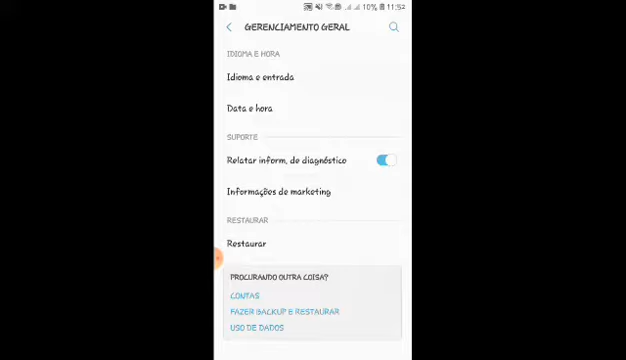 10% 11:52
GERENCIAMENTO GERAL
IDIOMA E HORA
Idioma e entrada
Data e hora
SUPORTE
Relatar inform. de diagnóstico
Informações de marketing
RESTAURAR
Restaurar
PROCURANDO OUTRA COISA?
CONTAS
FAZER BACKUP E RESTAURAR
USO DE DADOS